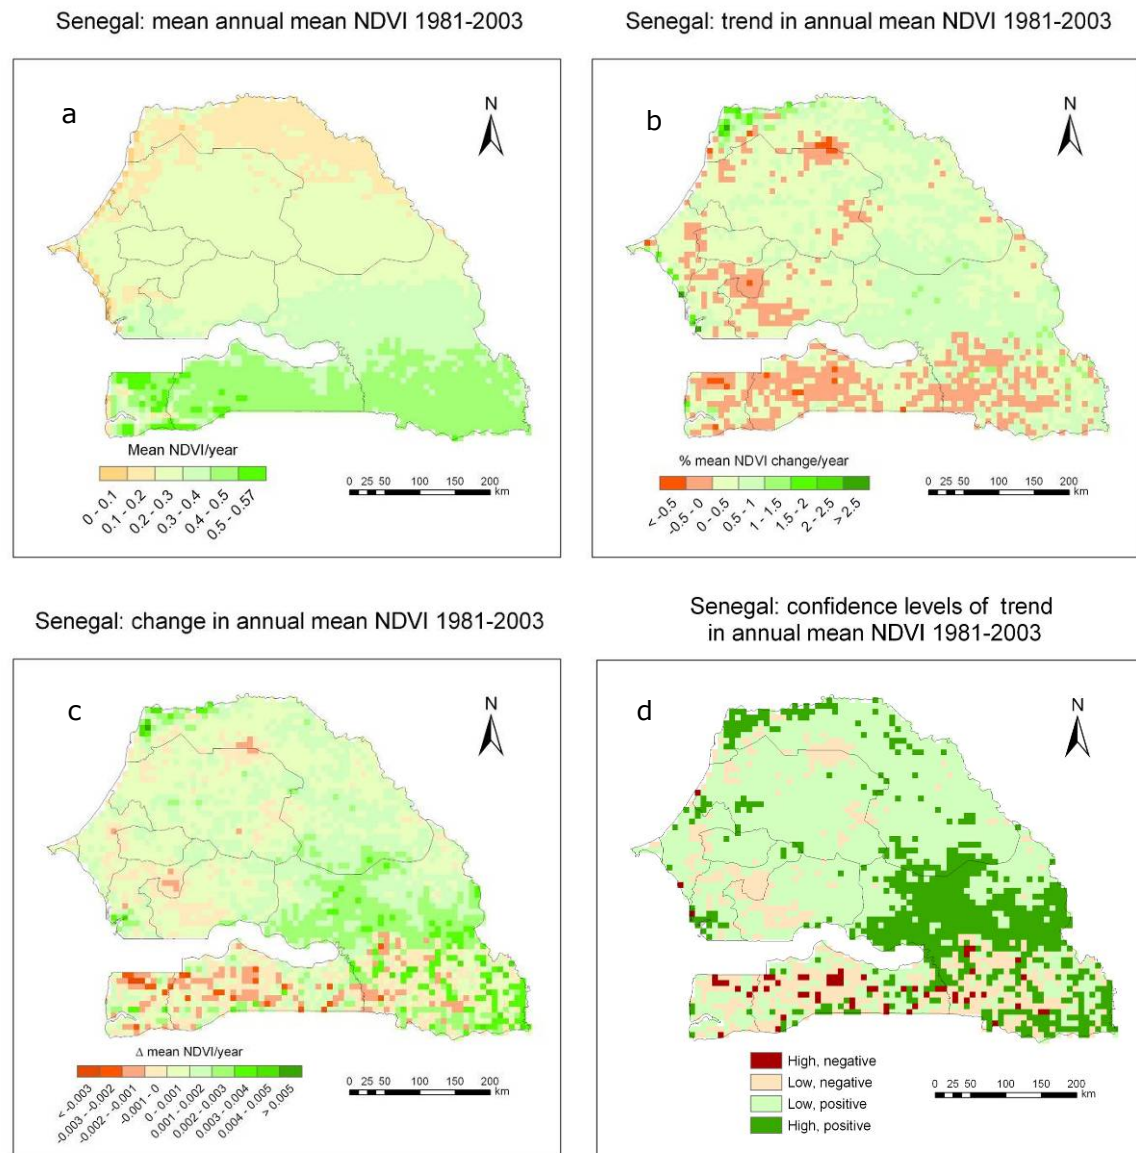 Senegal: mean annual mean NDVI 1981-2003
a
N
Mean NDVI/year
0 - 0.1
0.1 - 0.2
0.2 - 0.3
0.3 - 0.4
0.4 - 0.5
0.5 - 0.57
0 25 50 100 150 200
km
Senegal: trend in annual mean NDVI 1981-2003
b
N
% mean NDVI change/year
< -0.5
-0.5 - 0
0 - 0.5
0.5 - 1
1 - 1.5
1.5 - 2
2 - 2.5
> 2.5
0 25 50 100 150 200
km
Senegal: change in annual mean NDVI 1981-2003
c
N
Δ mean NDVI/year
< -0.003
-0.003 - -0.002
-0.002 - -0.001
-0.001 - 0
0 - 0.001
0.001 - 0.002
0.002 - 0.003
0.003 - 0.004
0.004 - 0.005
> 0.005
0 25 50 100 150 200
km
Senegal: confidence levels of trend
in annual mean NDVI 1981-2003
d
N
High, negative
Low, negative
Low, positive
High, positive
0 25 50 100 150 200
km